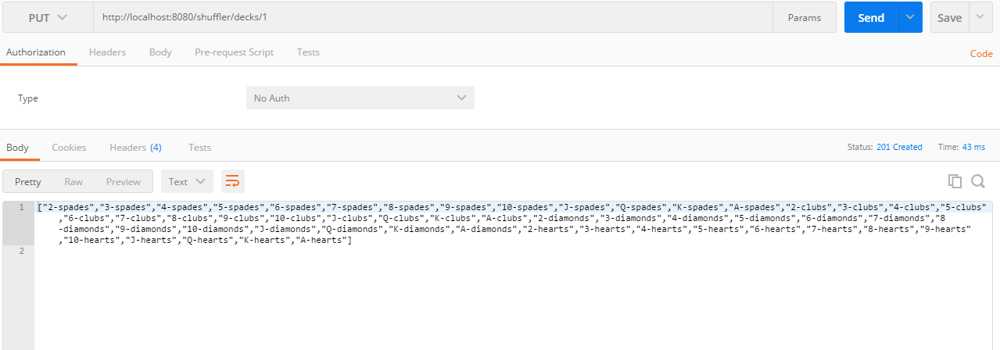 PUT http://localhost:8080/shuffler/decks/1 Params Send Save
Authorization Headers Body Pre-request Script Tests Code
Type No Auth
Body Cookies Headers (4) Tests Status: 201 Created Time: 43 ms
Pretty Raw Preview Text
1 ["2-spades","3-spades","4-spades","5-spades","6-spades","7-spades","8-spades","9-spades","10-spades","J-spades","Q-spades","K-spades","A-spades","2-clubs","3-clubs","4-clubs","5-clubs"
,"6-clubs","7-clubs","8-clubs","9-clubs","10-clubs","J-clubs","Q-clubs","K-clubs","A-clubs","2-diamonds","3-diamonds","4-diamonds","5-diamonds","6-diamonds","7-diamonds","8
-diamonds","9-diamonds","10-diamonds","J-diamonds","Q-diamonds","K-diamonds","A-diamonds","2-hearts","3-hearts","4-hearts","5-hearts","6-hearts","7-hearts","8-hearts","9-hearts"
,"10-hearts","J-hearts","Q-hearts","K-hearts","A-hearts"]
2